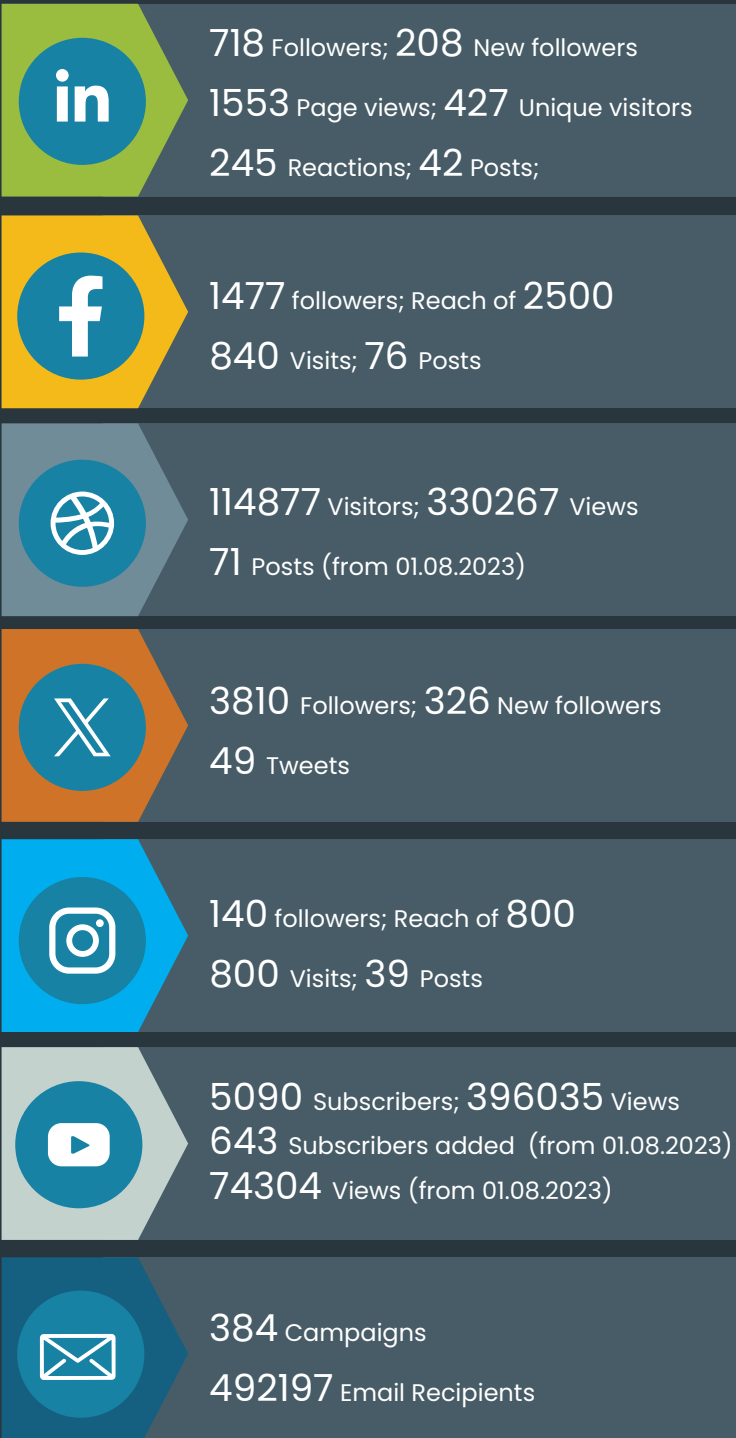 in
718 Followers; 208 New followers
1553 Page views; 427 Unique visitors
245 Reactions; 42 Posts;
1477 followers; Reach of 2500
840 Visits; 76 Posts
114877 Visitors; 330267 Views
71 Posts (from 01.08.2023)
3810 Followers; 326 New followers
49 Tweets
140 followers; Reach of 800
800 Visits; 39 Posts
5090 Subscribers; 396035 Views
643 Subscribers added (from 01.08.2023)
74304 Views (from 01.08.2023)
384 Campaigns
492197 Email Recipients